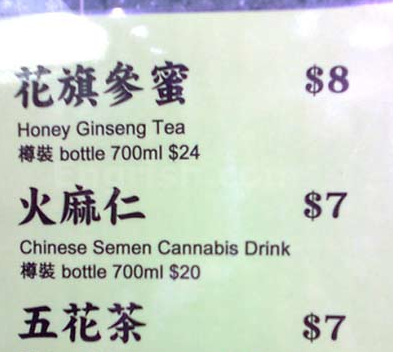 花旗參蜜 $8
Honey Ginseng Tea
樽裝 bottle 700ml $24
火麻仁 $7
Chinese Semen Cannabis Drink
樽裝 bottle 700ml $20
五花茶 $7